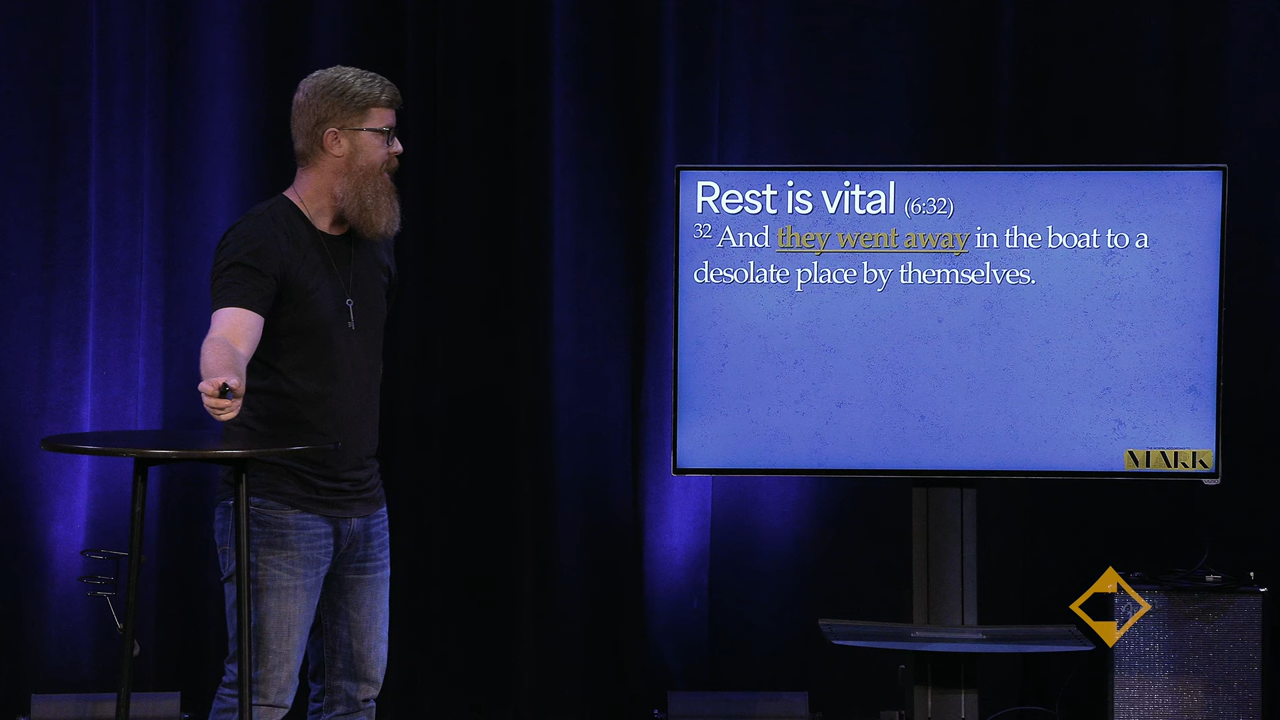 Rest is vital (6:32)
32 And they went away in the boat to a
desolate place by themselves.
MARK